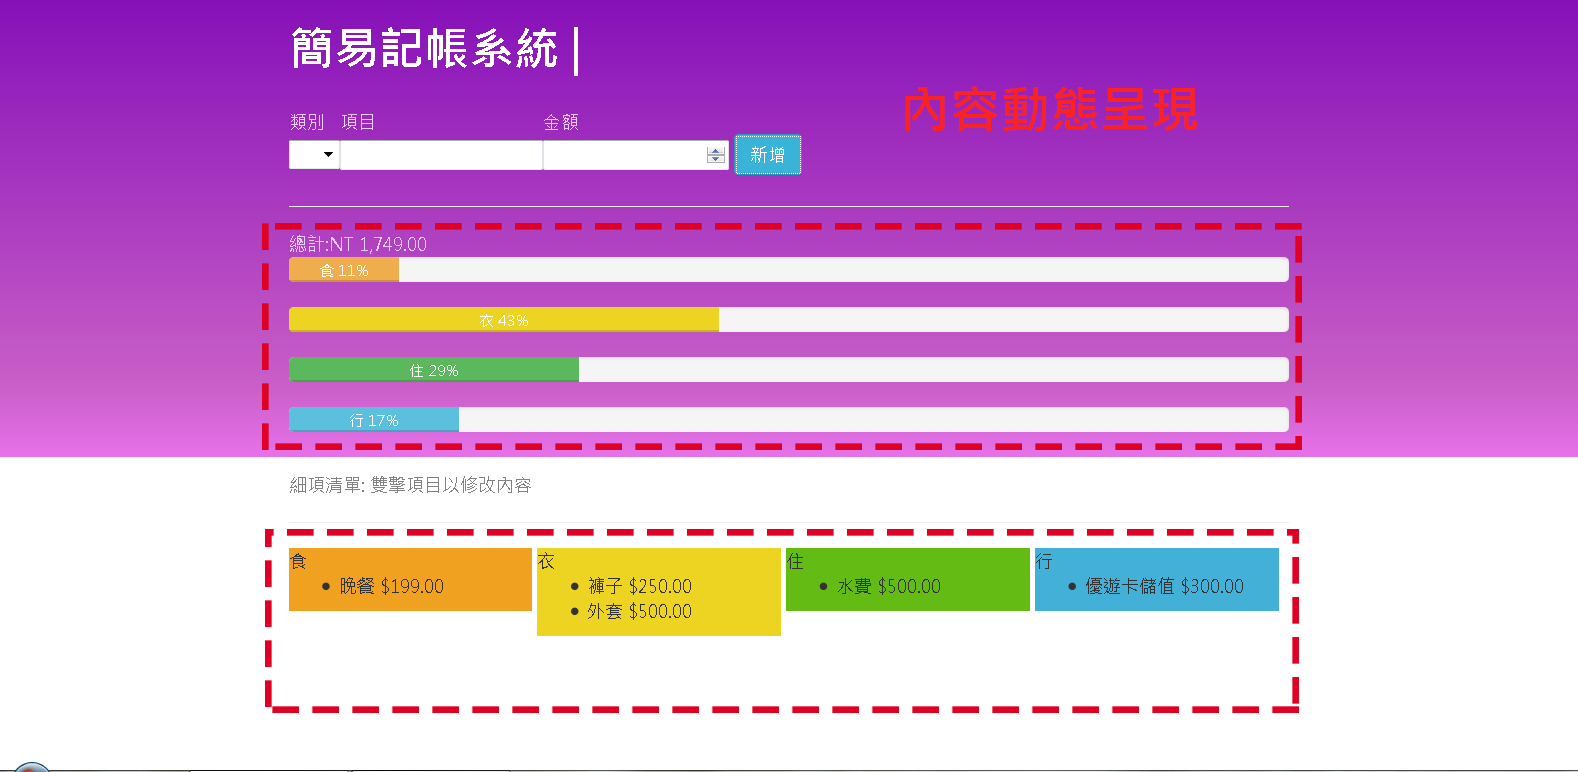 簡易記帳系統 |
內容動態呈現
類別 項目 金額
新增
總計:NT 1,749.00
食 11%
衣 43%
住 29%
行 17%
細項清單: 雙擊項目以修改內容
食
• 晚餐 $199.00
衣
• 褲子 $250.00
• 外套 $500.00
住
• 水費 $500.00
行
• 優遊卡儲值 $300.00